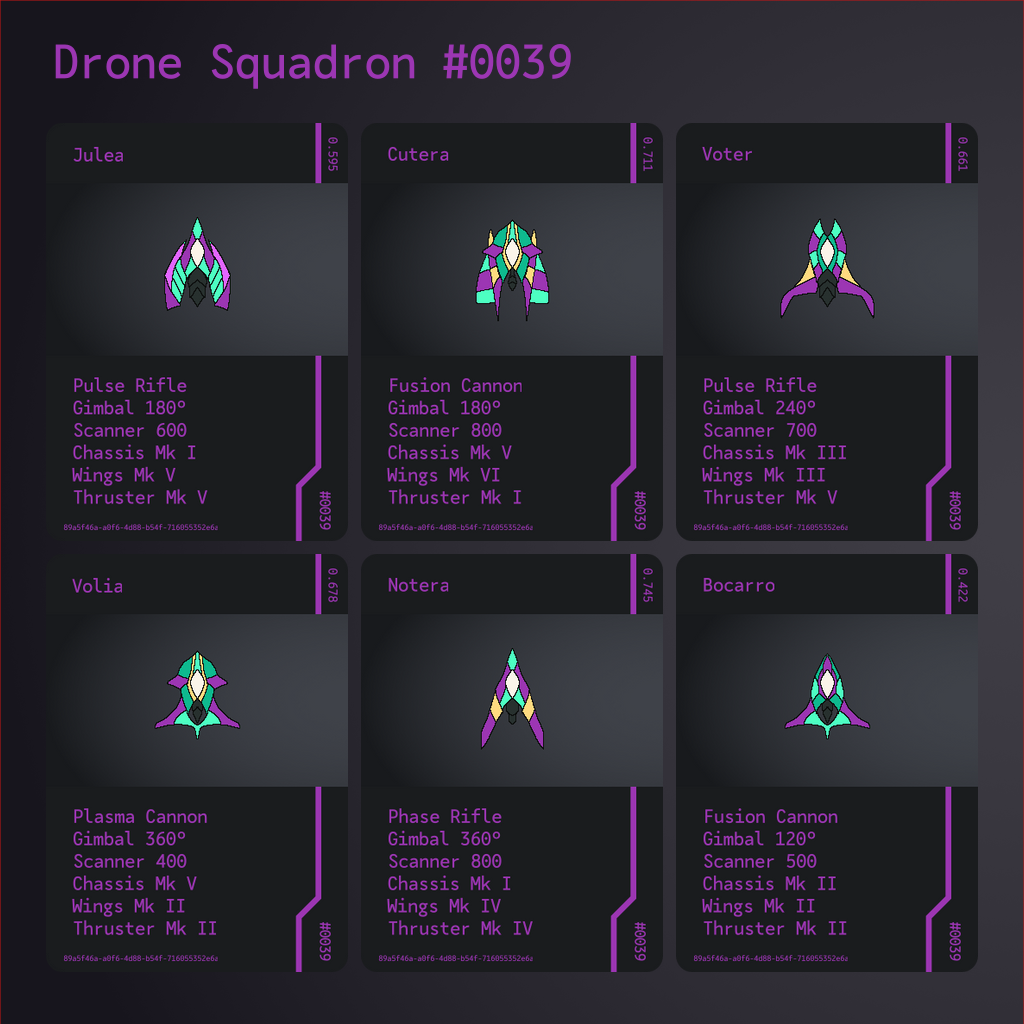 Drone Squadron #0039
Julea
0.595
Pulse Rifle
Gimbal 180°
Scanner 600
Chassis Mk I
Wings Mk V
Thruster Mk V
#0039
89a5f46a-a0f6-4d88-b54f-716055352e6a
Cutera
0.711
Fusion Cannon
Gimbal 180°
Scanner 800
Chassis Mk V
Wings Mk VI
Thruster Mk I
#0039
89a5f46a-a0f6-4d88-b54f-716055352e6a
Voter
0.661
Pulse Rifle
Gimbal 240°
Scanner 700
Chassis Mk III
Wings Mk III
Thruster Mk V
#0039
89a5f46a-a0f6-4d88-b54f-716055352e6a
Volia
0.678
Plasma Cannon
Gimbal 360°
Scanner 400
Chassis Mk V
Wings Mk II
Thruster Mk II
#0039
89a5f46a-a0f6-4d88-b54f-716055352e6a
Notera
0.745
Phase Rifle
Gimbal 360°
Scanner 800
Chassis Mk I
Wings Mk IV
Thruster Mk IV
#0039
89a5f46a-a0f6-4d88-b54f-716055352e6a
Bocarro
0.422
Fusion Cannon
Gimbal 120°
Scanner 500
Chassis Mk II
Wings Mk II
Thruster Mk II
#0039
89a5f46a-a0f6-4d88-b54f-716055352e6a